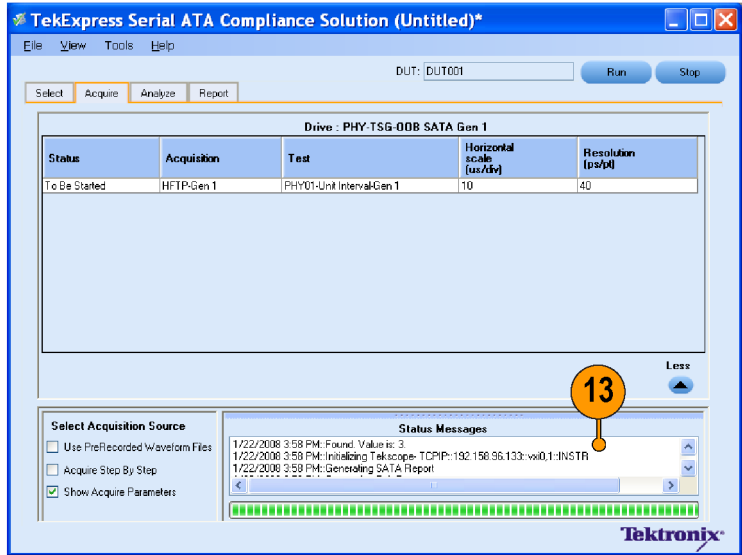 TekExpress Serial ATA Compliance Solution (Untitled)*
File View Tools Help
DUT: DUT001 Run Stop
Select Acquire Analyze Report
Drive : PHY-TSG-OOB SATA Gen 1
Status Acquisition Test Horizontal scale (us/div) Resolution (ps/pt)
To Be Started HFTP-Gen 1 PHY01-Unit Interval-Gen 1 10 40
Less
13
Select Acquisition Source
Use PreRecorded Waveform Files
Acquire Step By Step
Show Acquire Parameters
Status Messages
1/22/2008 3:58 PM::Found. Value is: 3.
1/22/2008 3:58 PM::Initializing Tekscope- TCPIP::192.158.96.133::vxi0,1::INSTR
1/22/2008 3:58 PM::Generating SATA Report
Tektronix